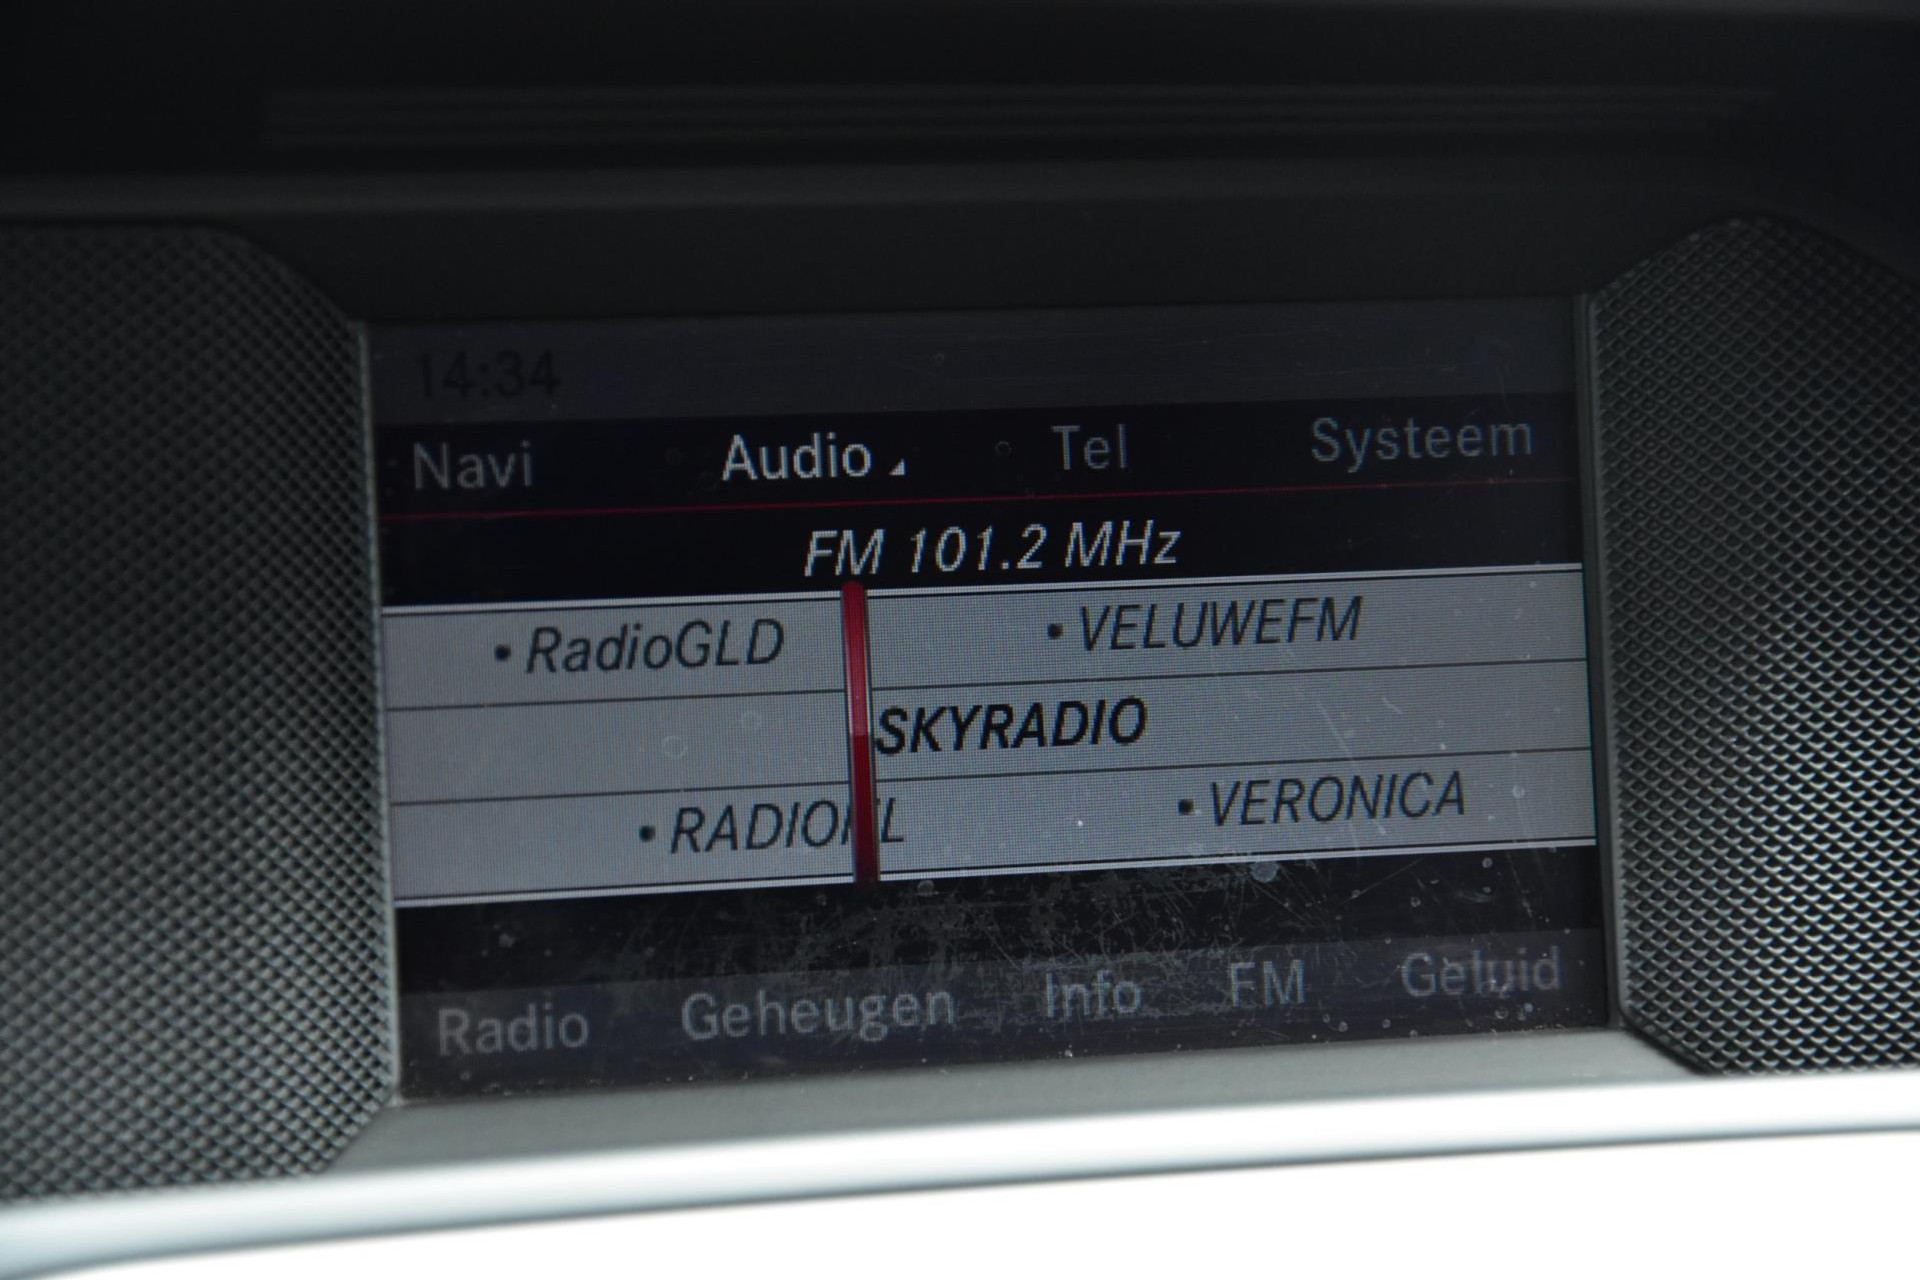 14:34
Navi Audio Tel Systeem
FM 101.2 MHz
• RadioGLD • VELUWEFM
SKYRADIO
• VERONICA
Radio Geheugen Info FM Geluid